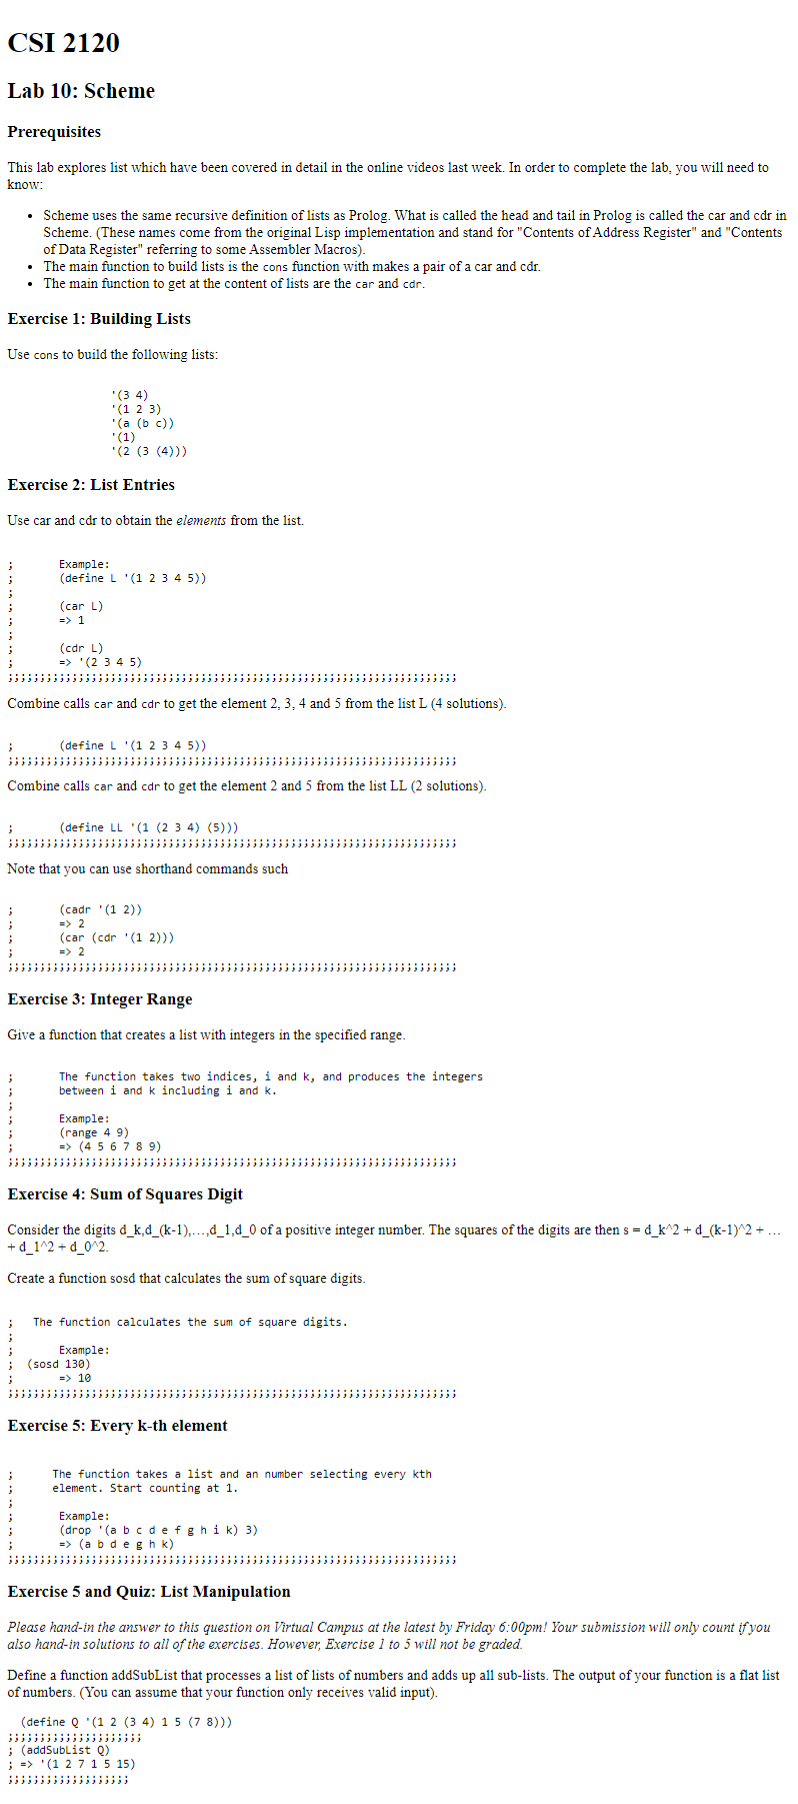 CSI 2120
Lab 10: Scheme
Prerequisites
This lab explores list which have been covered in detail in the online videos last week. In order to complete the lab, you will need to
know:
• Scheme uses the same recursive definition of lists as Prolog. What is called the head and tail in Prolog is called the car and cdr in
Scheme. (These names come from the original Lisp implementation and stand for "Contents of Address Register" and "Contents
of Data Register" referring to some Assembler Macros).
• The main function to build lists is the cons function with makes a pair of a car and cdr.
• The main function to get at the content of lists are the car and cdr.
Exercise 1: Building Lists
Use cons to build the following lists:
'(3 4)
'(1 2 3)
'(a (b c))
'(1)
'(2 (3 (4)))
Exercise 2: List Entries
Use car and cdr to obtain the elements from the list.
;       Example:
;       (define L '(1 2 3 4 5))
;
;       (car L)
;       => 1
;
;       (cdr L)
;       => '(2 3 4 5)
;;;;;;;;;;;;;;;;;;;;;;;;;;;;;;;;;;;;;;;;;;;;;;;;;;;;;;;;;;;;;;;;;;;;;;
Combine calls car and cdr to get the element 2, 3, 4 and 5 from the list L (4 solutions).
;       (define L '(1 2 3 4 5))
;;;;;;;;;;;;;;;;;;;;;;;;;;;;;;;;;;;;;;;;;;;;;;;;;;;;;;;;;;;;;;;;;;;;;;
Combine calls car and cdr to get the element 2 and 5 from the list LL (2 solutions).
;       (define LL '(1 (2 3 4) (5)))
;;;;;;;;;;;;;;;;;;;;;;;;;;;;;;;;;;;;;;;;;;;;;;;;;;;;;;;;;;;;;;;;;;;;;;
Note that you can use shorthand commands such
;       (cadr '(1 2))
;       => 2
;       (car (cdr '(1 2)))
;       => 2
;;;;;;;;;;;;;;;;;;;;;;;;;;;;;;;;;;;;;;;;;;;;;;;;;;;;;;;;;;;;;;;;;;;;;;
Exercise 3: Integer Range
Give a function that creates a list with integers in the specified range.
;       The function takes two indices, i and k, and produces the integers
;       between i and k including i and k.
;
;       Example:
;       (range 4 9)
;       => (4 5 6 7 8 9)
;;;;;;;;;;;;;;;;;;;;;;;;;;;;;;;;;;;;;;;;;;;;;;;;;;;;;;;;;;;;;;;;;;;;;;
Exercise 4: Sum of Squares Digit
Consider the digits d_k,d_(k-1),…,d_1,d_0 of a positive integer number. The squares of the digits are then s = d_k^2 + d_(k-1)^2 + …
+ d_1^2 + d_0^2.
Create a function sosd that calculates the sum of square digits.
;   The function calculates the sum of square digits.
;
;       Example:
;  (sosd 130)
;       => 10
;;;;;;;;;;;;;;;;;;;;;;;;;;;;;;;;;;;;;;;;;;;;;;;;;;;;;;;;;;;;;;;;;;;;;;
Exercise 5: Every k-th element
;      The function takes a list and an number selecting every kth
;      element. Start counting at 1.
;
;       Example:
;       (drop '(a b c d e f g h i k) 3)
;       => (a b d e g h k)
;;;;;;;;;;;;;;;;;;;;;;;;;;;;;;;;;;;;;;;;;;;;;;;;;;;;;;;;;;;;;;;;;;;;;;
Exercise 5 and Quiz: List Manipulation
Please hand-in the answer to this question on Virtual Campus at the latest by Friday 6:00pm! Your submission will only count if you
also hand-in solutions to all of the exercises. However, Exercise 1 to 5 will not be graded.
Define a function addSubList that processes a list of lists of numbers and adds up all sub-lists. The output of your function is a flat list
of numbers. (You can assume that your function only receives valid input).
(define Q '(1 2 (3 4) 1 5 (7 8)))
;;;;;;;;;;;;;;;;;;;;;
; (addSubList Q)
; => '(1 2 7 1 5 15)
;;;;;;;;;;;;;;;;;;;